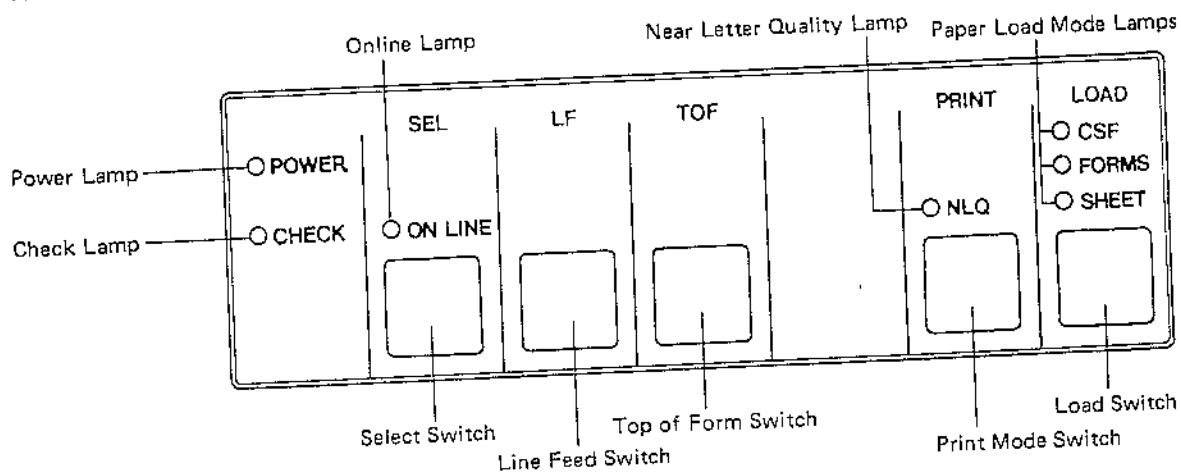 Online Lamp
Near Letter Quality Lamp
Paper Load Mode Lamps
SEL
LF
TOF
PRINT
LOAD
CSF
FORMS
SHEET
Power Lamp
POWER
NLQ
Check Lamp
CHECK
ON LINE
Select Switch
Line Feed Switch
Top of Form Switch
Print Mode Switch
Load Switch